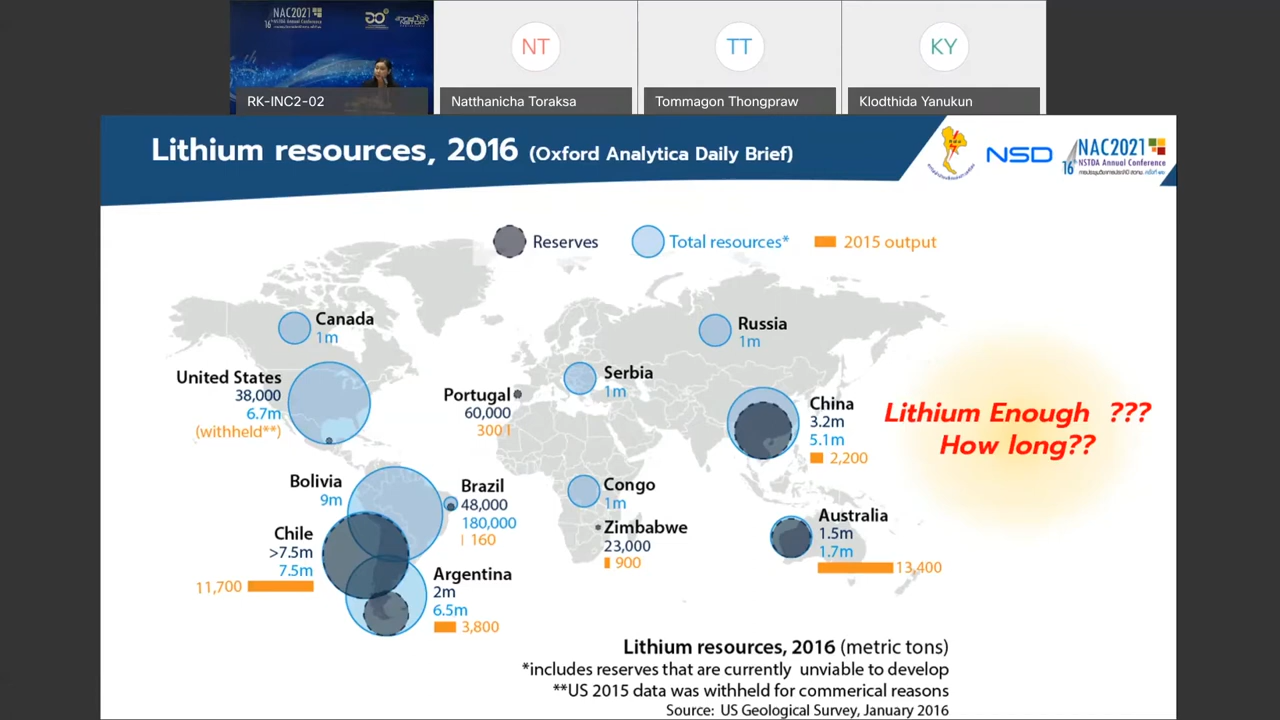 NAC2021
16th
RK-INC2-02
NT
Natthanicha Toraksa
TT
Tommagon Thongpraw
KY
Klodthida Yanukun
Lithium resources, 2016 (Oxford Analytica Daily Brief)
NSD
NAC2021
16th NSTDA Annual Conference
Reserves
Total resources*
2015 output
Canada
1m
United States
38,000
6.7m
(withheld**)
Portugal
60,000
300
Serbia
1m
Russia
1m
China
3.2m
5.1m
2,200
Lithium Enough ???
How long??
Bolivia
9m
Brazil
48,000
180,000
160
Congo
1m
Zimbabwe
23,000
900
Australia
1.5m
1.7m
13,400
Chile
>7.5m
7.5m
11,700
Argentina
2m
6.5m
3,800
Lithium resources, 2016 (metric tons)
*includes reserves that are currently unviable to develop
**US 2015 data was withheld for commerical reasons
Source: US Geological Survey, January 2016